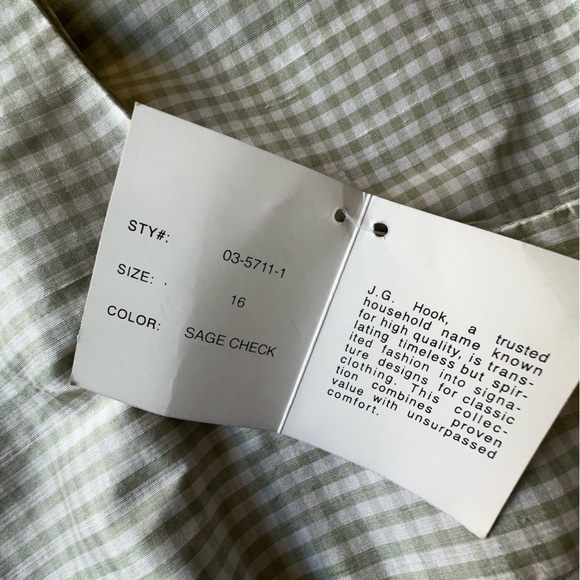 STY#: 03-5711-1
SIZE: . 16
COLOR: SAGE CHECK
J.G. Hook, a trusted
household name known
for high quality, is trans-
lating timeless but spir-
ited fashion into signa-
ture designs for classic
clothing. This collec-
tion combines proven
value with unsurpassed
comfort.